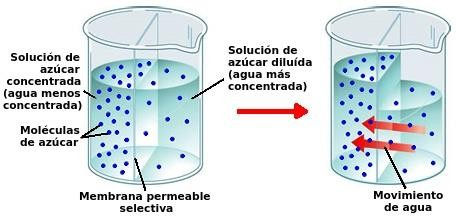 Solución de
azúcar
concentrada
(agua menos
concentrada)
Moléculas
de azúcar
Membrana permeable
selectiva
Solución de
azúcar diluída
(agua más
concentrada)
Movimiento
de agua